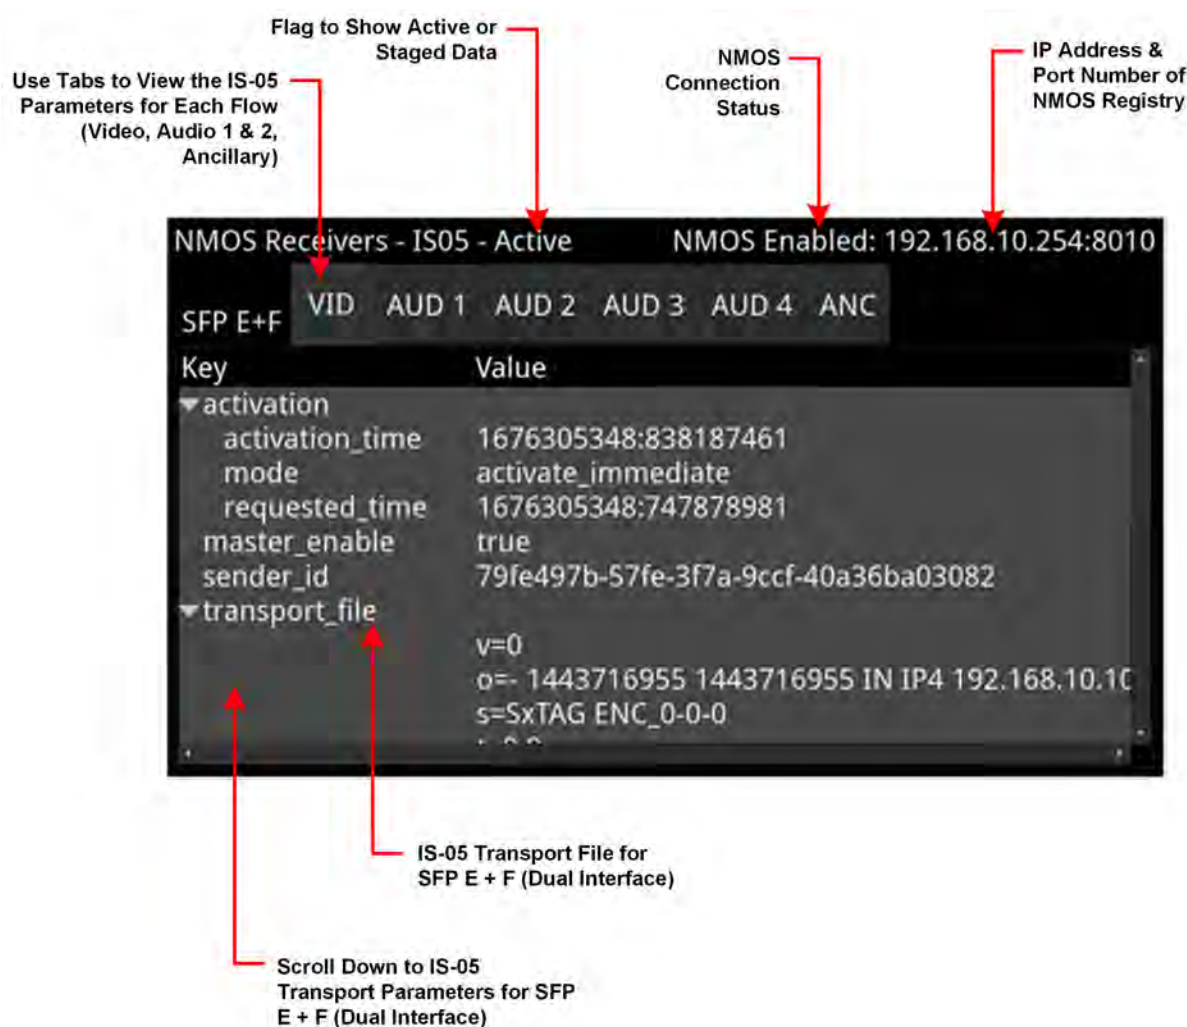 Flag to Show Active or
Staged Data
Use Tabs to View the IS-05
Parameters for Each Flow
(Video, Audio 1 & 2,
Ancillary)
NMOS
Connection
Status
IP Address &
Port Number of
NMOS Registry
NMOS Receivers - IS05 - Active NMOS Enabled: 192.168.10.254:8010
SFP E+F VID AUD 1 AUD 2 AUD 3 AUD 4 ANC
Key Value
activation
activation_time 1676305348:838187461
mode activate_immediate
requested_time 1676305348:747878981
master_enable true
sender_id 79fe497b-57fe-3f7a-9ccf-40a36ba03082
transport_file
v=0
o=- 1443716955 1443716955 IN IP4 192.168.10.10
s=SxTAG ENC_0-0-0
IS-05 Transport File for
SFP E + F (Dual Interface)
Scroll Down to IS-05
Transport Parameters for SFP
E + F (Dual Interface)